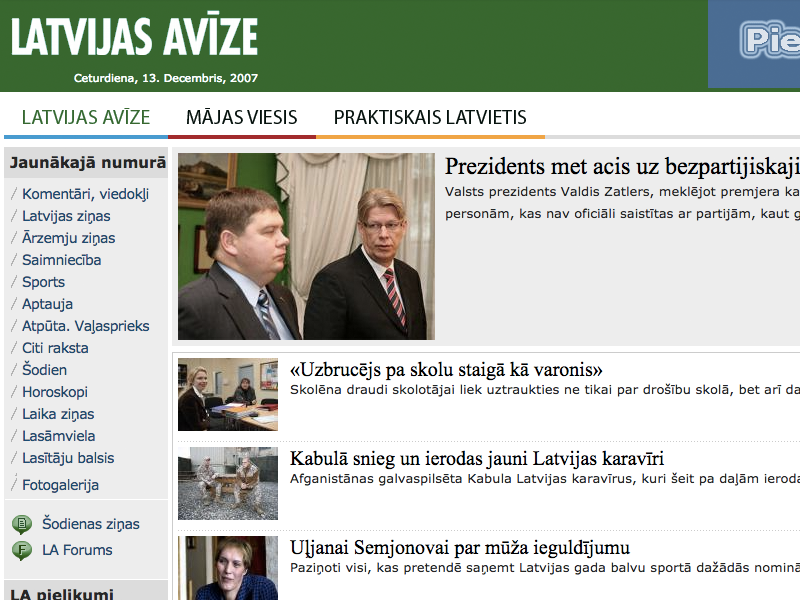 LATVIJAS AVĪZE
Ceturdiena, 13. Decembris, 2007
LATVIJAS AVĪZE
MĀJAS VIESIS
PRAKTISKAIS LATVIETIS
Jaunākajā numurā
/ Komentāri, viedokļi
/ Latvijas ziņas
/ Ārzemju ziņas
/ Saimniecība
/ Sports
/ Aptauja
/ Atpūta. Vaļasprieks
/ Citi raksta
/ Šodien
/ Horoskopi
/ Laika ziņas
/ Lasāmviela
/ Lasītāju balsis
/ Fotogalerija
Šodienas ziņas
F LA Forums
LA pielikumi
Prezidents met acis uz bezpartijiskaji
Valsts prezidents Valdis Zatlers, meklējot premjera ka
personām, kas nav oficiāli saistītas ar partijām, kaut g
«Uzbrucējs pa skolu staigā kā varonis»
Skolēna draudi skolotājai liek uztraukties ne tikai par drošību skolā, bet arī da
Kabulā snieg un ierodas jauni Latvijas karavīri
Afganistānas galvaspilsēta Kabula Latvijas karavīrus, kuri šeit pa daļām ieroda
Uļjanai Semjonovai par mūža ieguldījumu
Paziņoti visi, kas pretendē saņemt Latvijas gada balvu sportā dažādās nominā